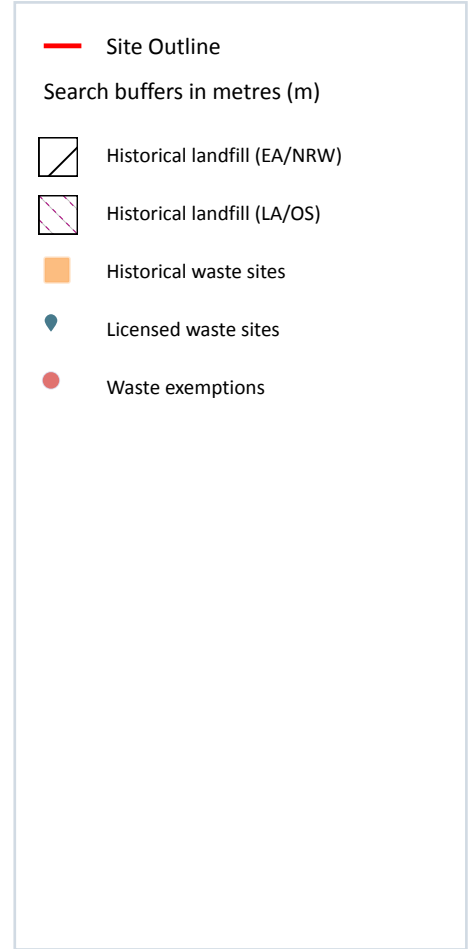 Site Outline
Search buffers in metres (m)
Historical landfill (EA/NRW)
Historical landfill (LA/OS)
Historical waste sites
Licensed waste sites
Waste exemptions